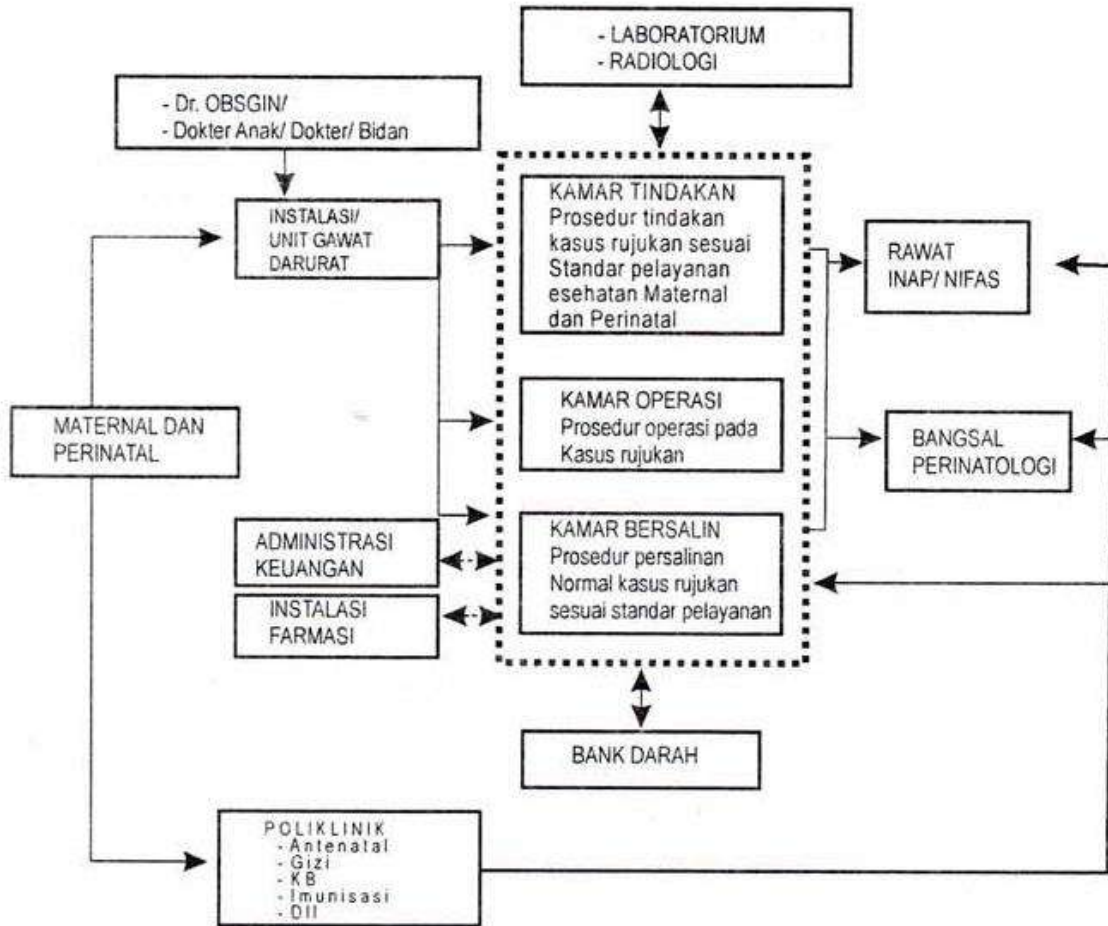 - LABORATORIUM
- RADIOLOGI
- Dr. OBSGIN/
- Dokter Anak/ Dokter/ Bidan
INSTALASI/
UNIT GAWAT
DARURAT
KAMAR TINDAKAN
Prosedur tindakan
kasus rujukan sesuai
Standar pelayanan
esehatan Maternal
dan Perinatal
RAWAT
INAP/ NIFAS
MATERNAL DAN
PERINATAL
KAMAR OPERASI
Prosedur operasi pada
Kasus rujukan
BANGSAL
PERINATOLOGI
ADMINISTRASI
KEUANGAN
INSTALASI
FARMASI
KAMAR BERSALIN
Prosedur persalinan
Normal kasus rujukan
sesuai standar pelayanan
BANK DARAH
POLIKLINIK
- Antenatal
- Gizi
- KB
- Imunisasi
- Dll